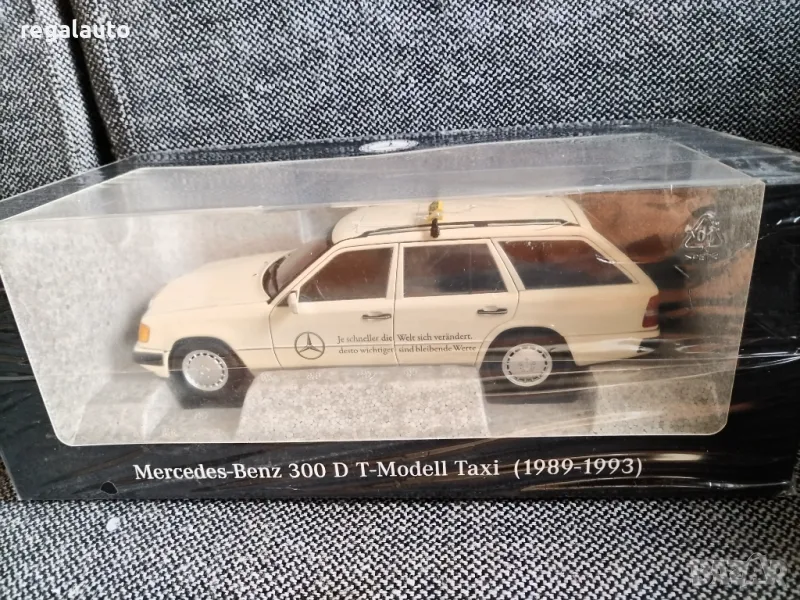 regalauto
Je schneller die Welt sich verändert,
desto wichtiger sind bleibende Werte
Mercedes-Benz 300 D T-Modell Taxi (1989-1993)